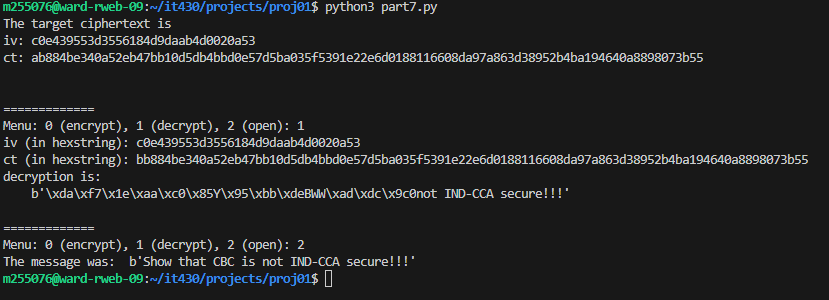 m255076@ward-rweb-09:~/it430/projects/proj01$ python3 part7.py
The target ciphertext is
iv: c0e439553d3556184d9daab4d0020a53
ct: ab884be340a52eb47bb10d5db4bbd0e57d5ba035f5391e22e6d0188116608da97a863d38952b4ba194640a8898073b55
=============
Menu: 0 (encrypt), 1 (decrypt), 2 (open): 1
iv (in hexstring): c0e439553d3556184d9daab4d0020a53
ct (in hexstring): bb884be340a52eb47bb10d5db4bbd0e57d5ba035f5391e22e6d0188116608da97a863d38952b4ba194640a8898073b55
decryption is:
    b'\xda\xf7\x1e\xaa\xc0\x85Y\x95\xbb\xdeBWW\xad\xdc\x9c0not IND-CCA secure!!!'
=============
Menu: 0 (encrypt), 1 (decrypt), 2 (open): 2
The message was:  b'Show that CBC is not IND-CCA secure!!!'
m255076@ward-rweb-09:~/it430/projects/proj01$